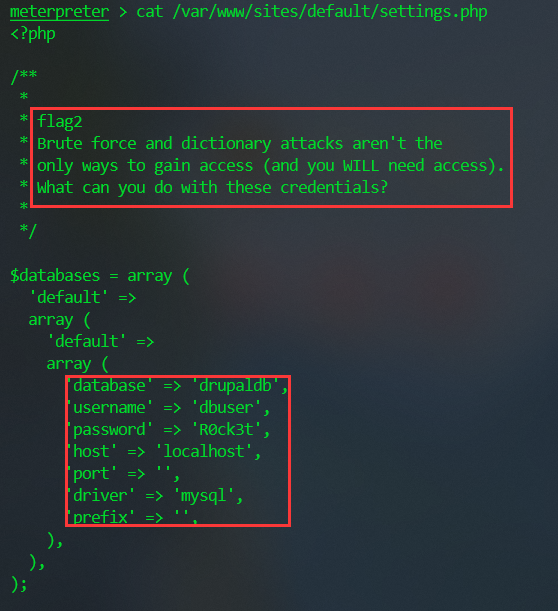 meterpreter > cat /var/www/sites/default/settings.php
<?php
/**
*
* flag2
* Brute force and dictionary attacks aren't the
* only ways to gain access (and you WILL need access).
* What can you do with these credentials?
*
*/
$databases = array (
'default' =>
array (
'default' =>
array (
'database' => 'drupaldb',
'username' => 'dbuser',
'password' => 'R0ck3t',
'host' => 'localhost',
'port' => '',
'driver' => 'mysql',
'prefix' => '',
),
),
);